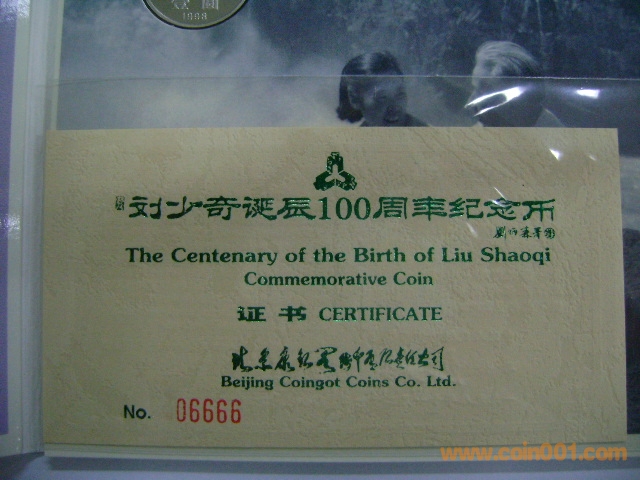 1998
刘少奇诞辰100周年纪念币
The Centenary of the Birth of Liu Shaoqi
Commemorative Coin
证书 CERTIFICATE
Beijing Coingot Coins Co. Ltd.
No. 06666
www.coin001.com